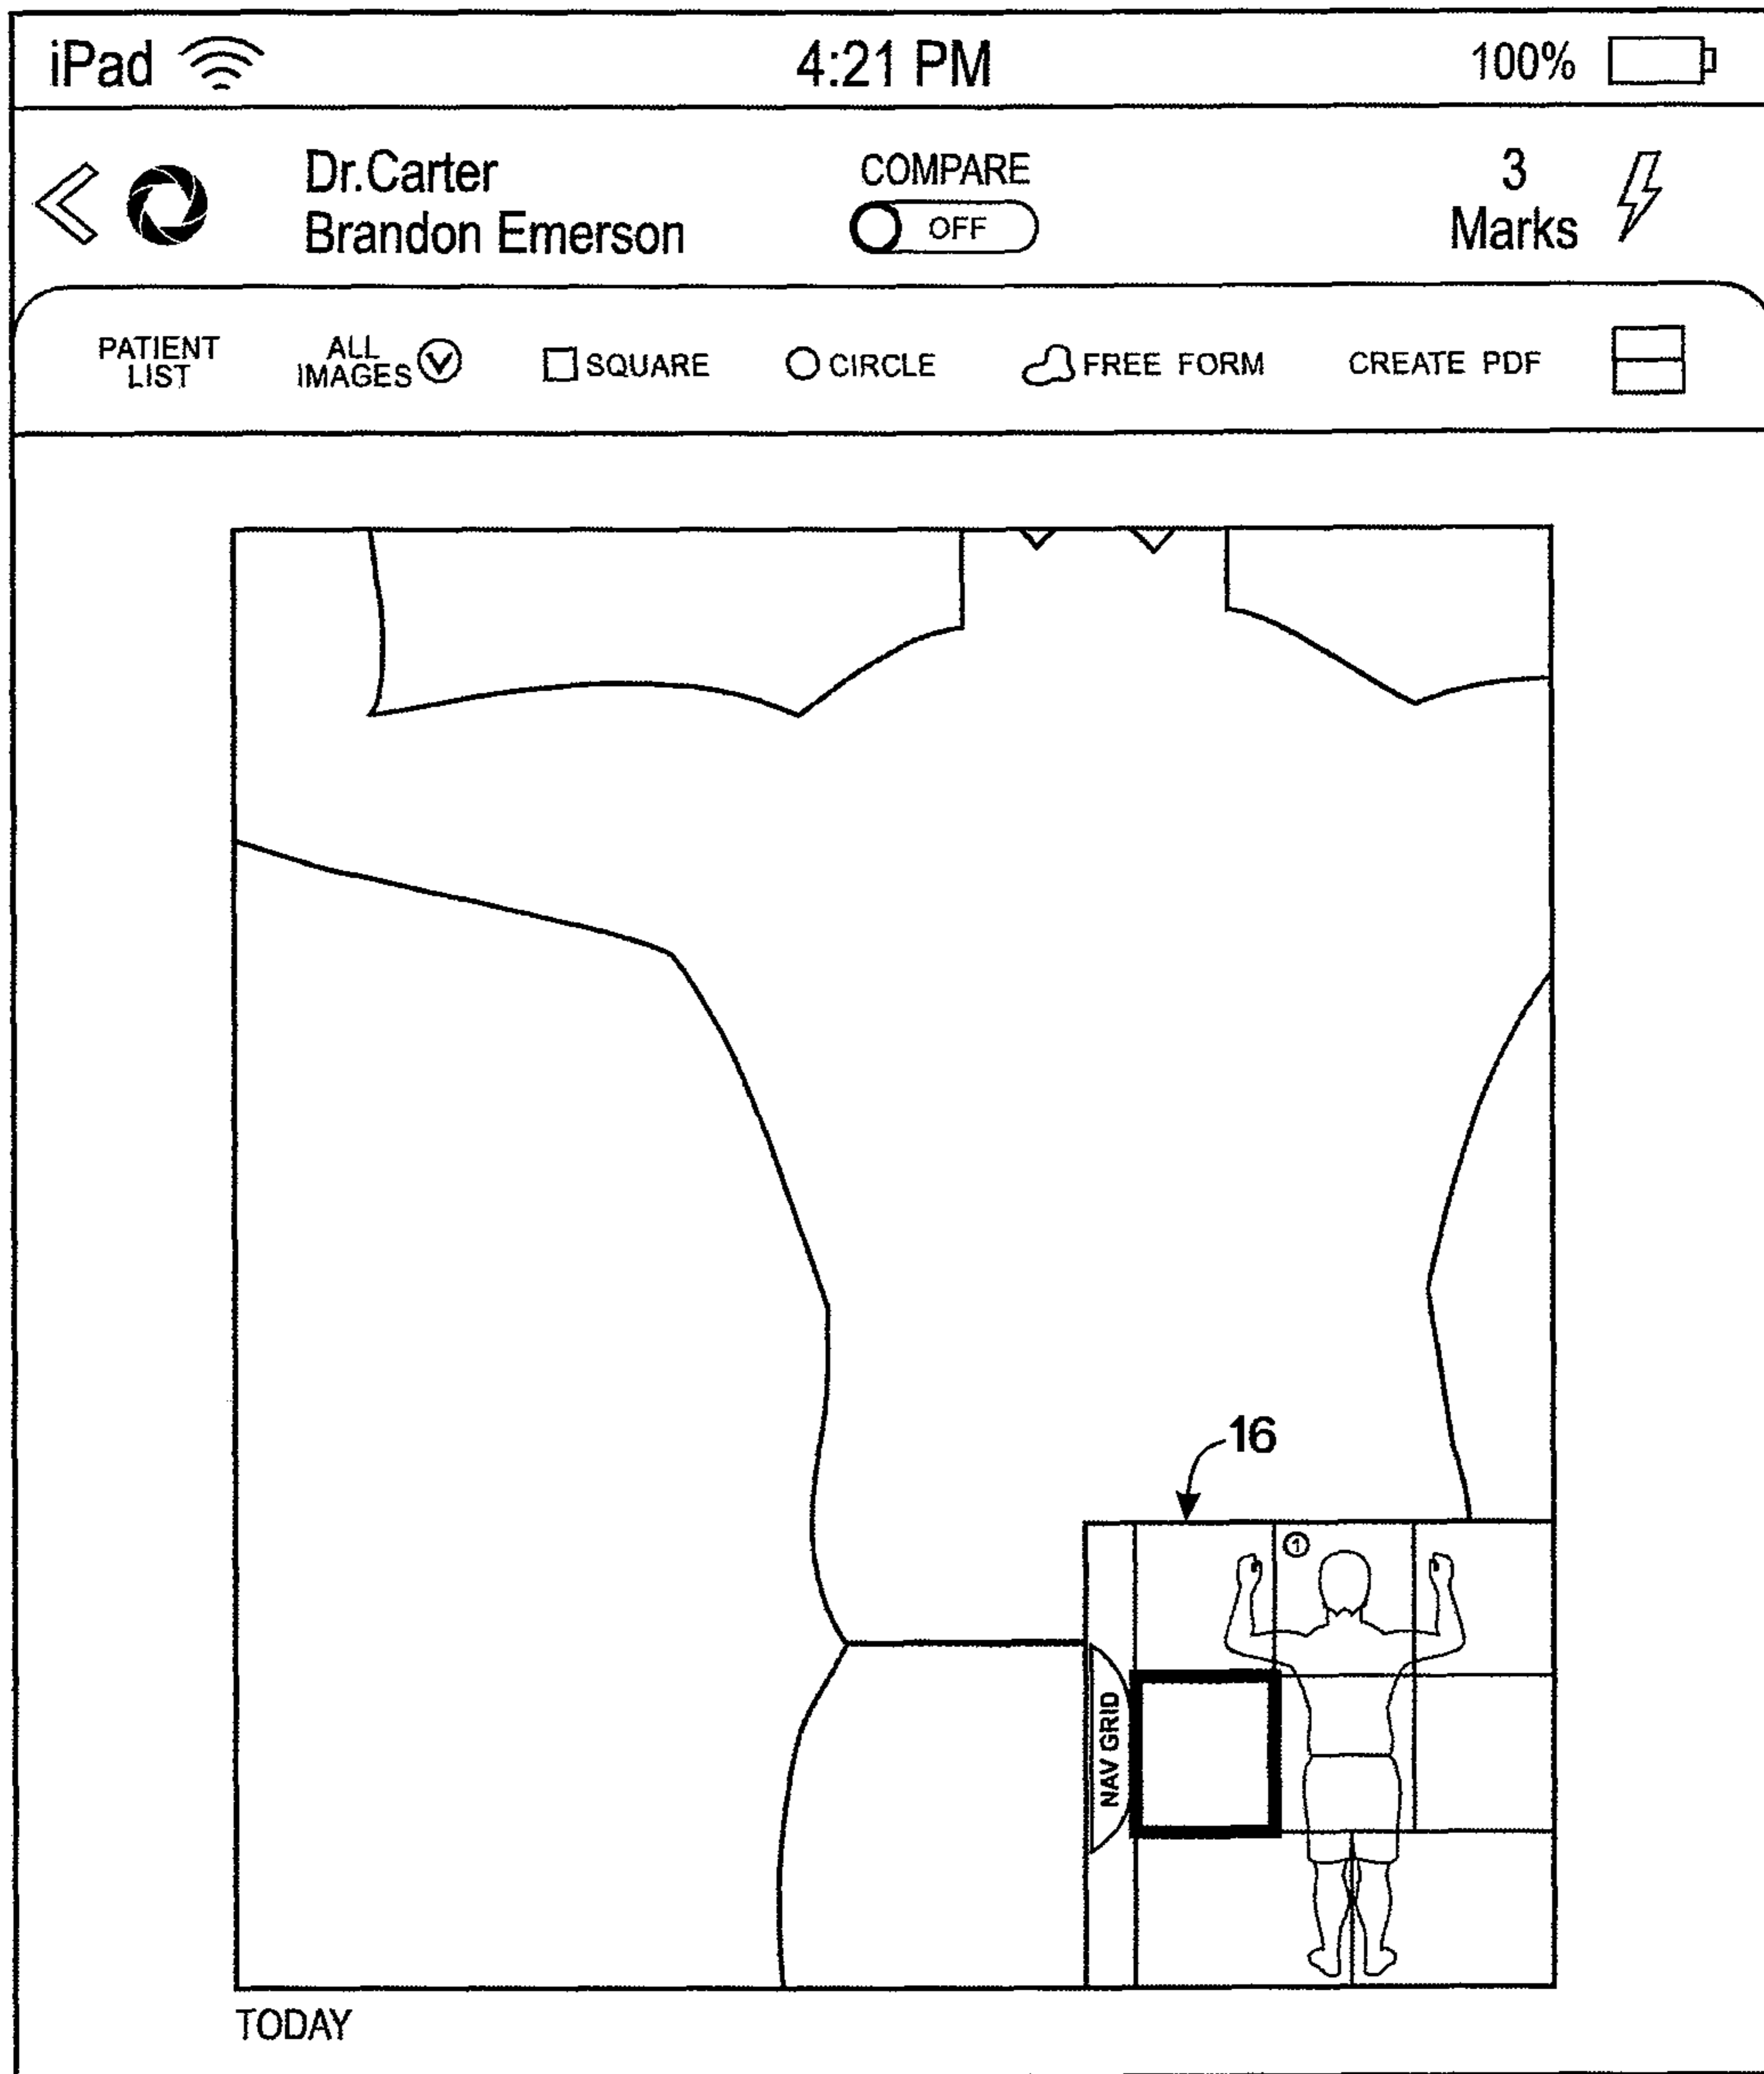 iPad 4:21 PM 100%
Dr.Carter
Brandon Emerson
COMPARE
OFF
3
Marks
PATIENT
LIST
ALL
IMAGES
SQUARE
CIRCLE
FREE FORM
CREATE PDF
16
1
NAV GRID
TODAY